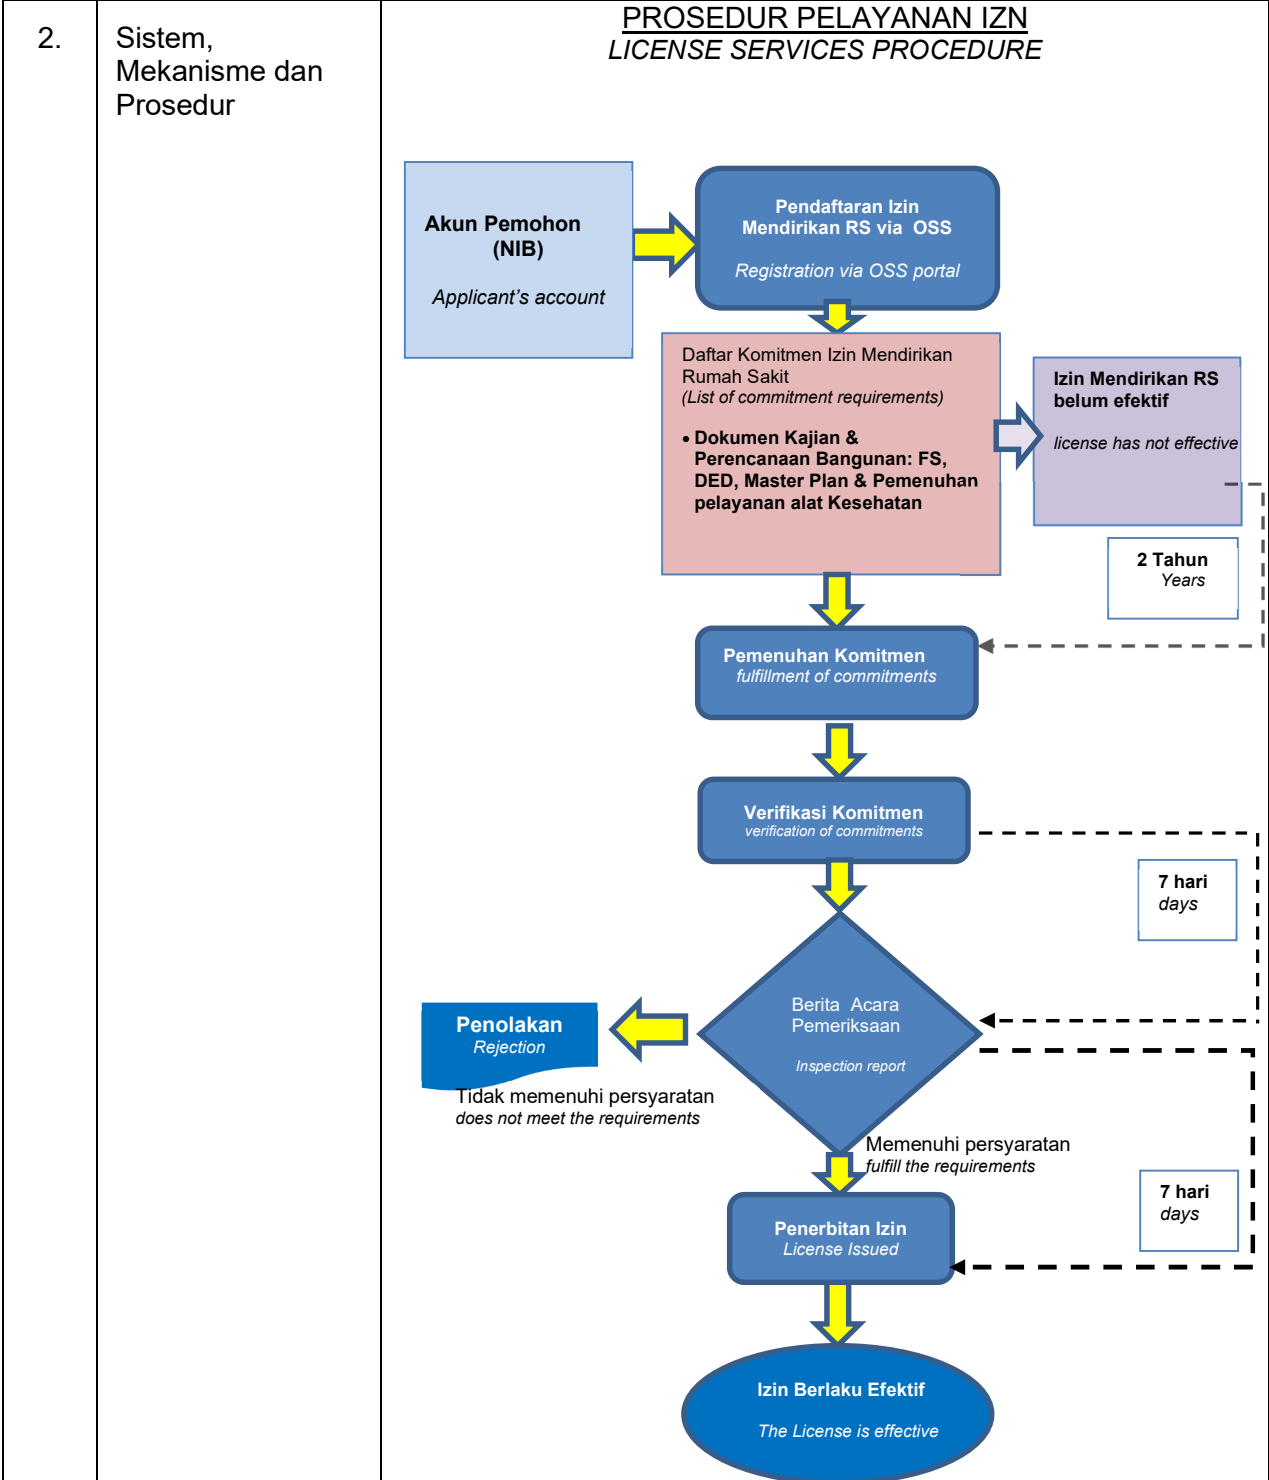 2.
Sistem,
Mekanisme dan
Prosedur
PROSEDUR PELAYANAN IZN
LICENSE SERVICES PROCEDURE
Akun Pemohon
(NIB)
Applicant's account
Pendaftaran Izin
Mendirikan RS via OSS
Registration via OSS portal
Daftar Komitmen Izin Mendirikan
Rumah Sakit
(List of commitment requirements)
• Dokumen Kajian &
Perencanaan Bangunan: FS,
DED, Master Plan & Pemenuhan
pelayanan alat Kesehatan
Izin Mendirikan RS
belum efektif
license has not effective
2 Tahun
Years
Pemenuhan Komitmen
fulfillment of commitments
Verifikasi Komitmen
verification of commitments
7 hari
days
Berita Acara
Pemeriksaan
Inspection report
Penolakan
Rejection
Tidak memenuhi persyaratan
does not meet the requirements
Memenuhi persyaratan
fulfill the requirements
7 hari
days
Penerbitan Izin
License Issued
Izin Berlaku Efektif
The License is effective